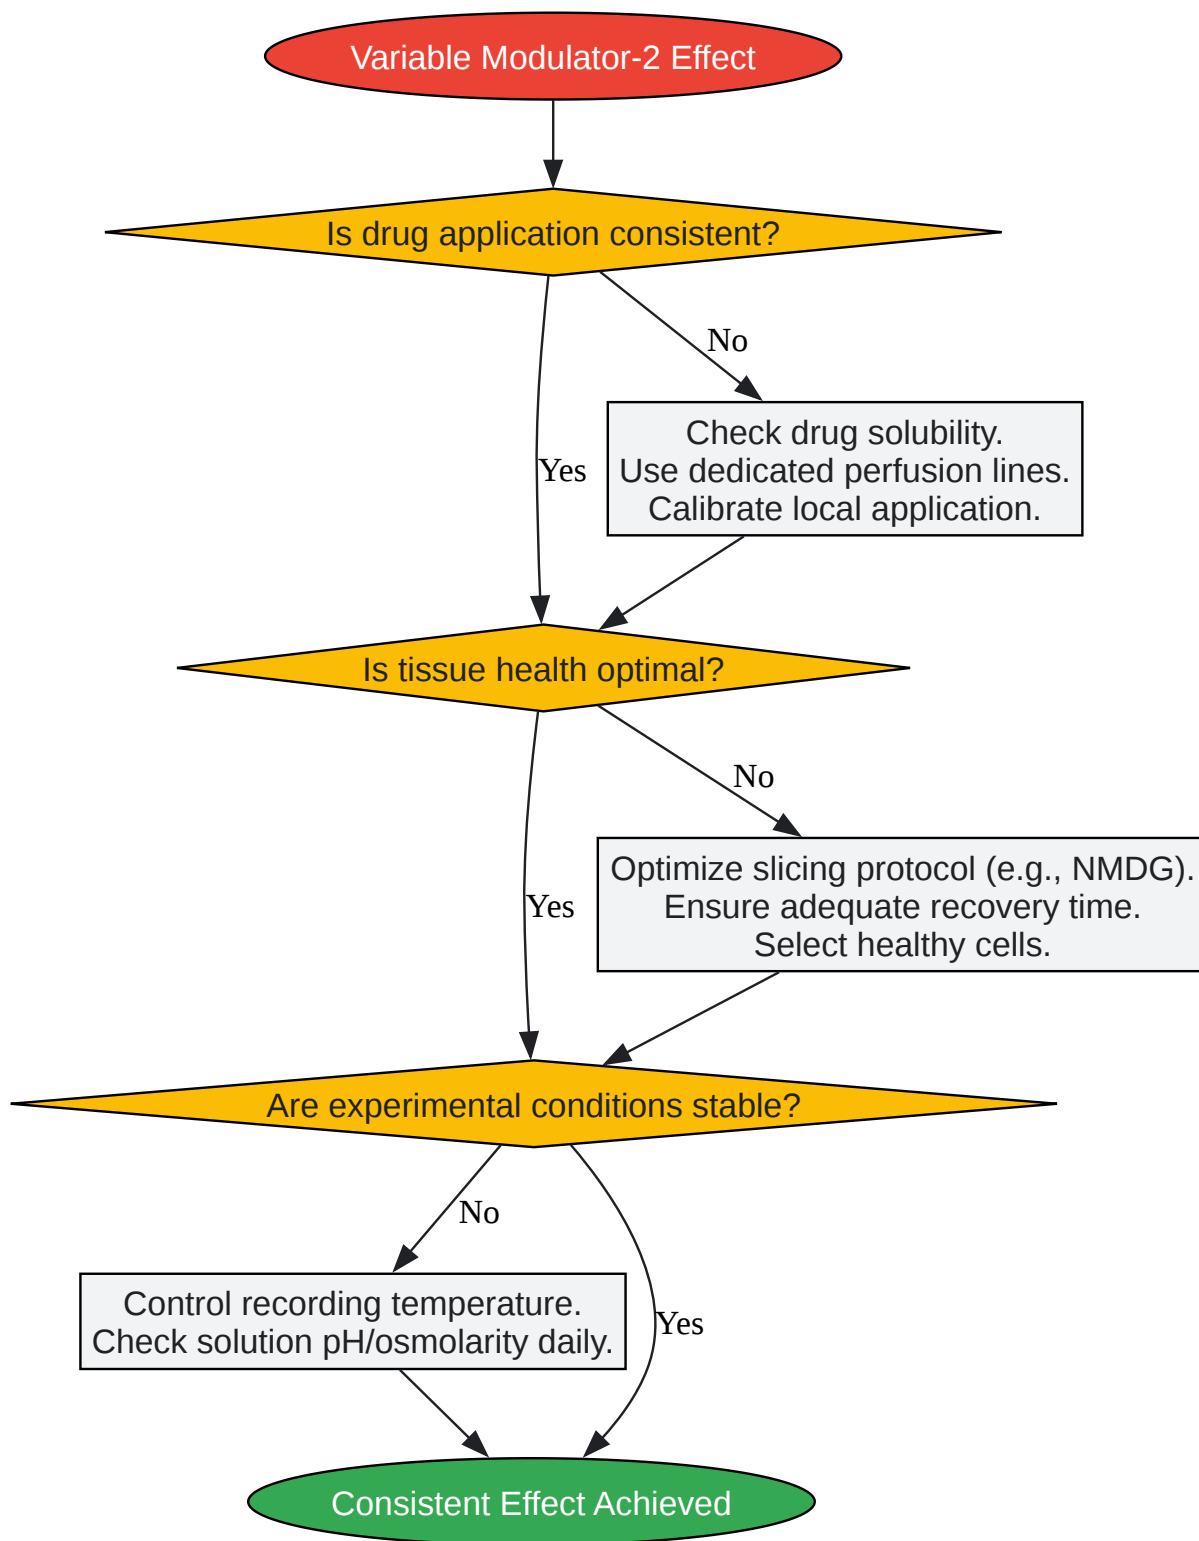 Variable Modulator-2 Effect
Is drug application consistent?
No
Check drug solubility.
Use dedicated perfusion lines.
Calibrate local application.
Yes
Is tissue health optimal?
No
Optimize slicing protocol (e.g., NMDG).
Ensure adequate recovery time.
Select healthy cells.
Yes
Are experimental conditions stable?
No
Control recording temperature.
Check solution pH/osmolarity daily.
Yes
Consistent Effect Achieved